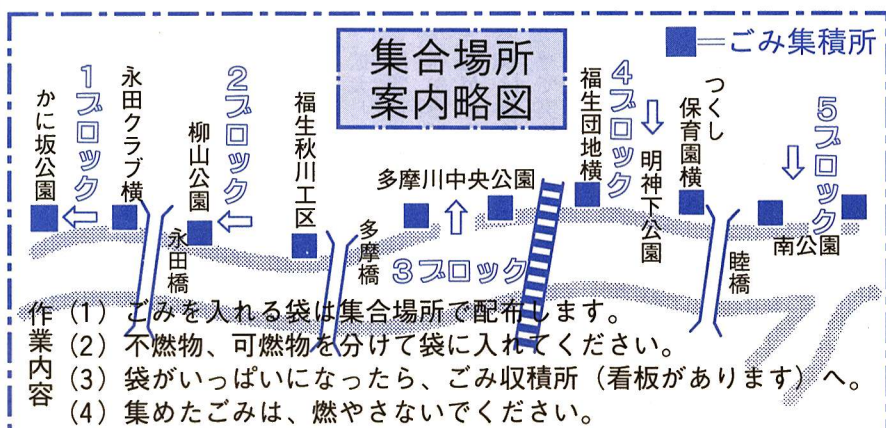 集合場所
案内略図
■=ごみ集積所
かに坂公園
1ブロック
永田クラブ横
永田橋
柳山公園
2ブロック
福生秋川工区
多摩橋
多摩川中央公園
3ブロック
福生団地横
4ブロック
明神下公園
つくし
保育園横
睦橋
5ブロック
南公園
作業内容
(1) ごみを入れる袋は集合場所で配布します。
(2) 不燃物、可燃物を分けて袋に入れてください。
(3) 袋がいっぱいになったら、ごみ収積所(看板があります)へ。
(4) 集めたごみは、燃やさないでください。